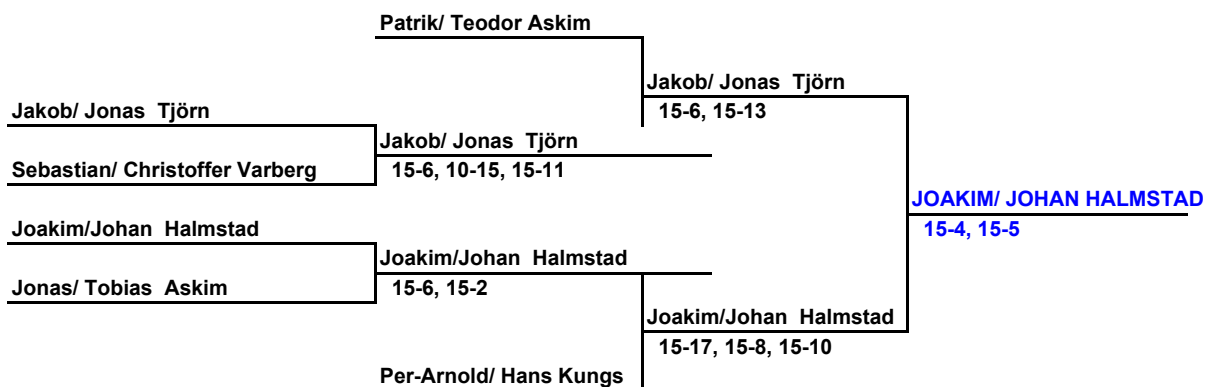 Patrik/ Teodor Askim
Jakob/ Jonas Tjörn
Jakob/ Jonas Tjörn
15-6, 15-13
Jakob/ Jonas Tjörn
Sebastian/ Christoffer Varberg
15-6, 10-15, 15-11
JOAKIM/ JOHAN HALMSTAD
Joakim/Johan Halmstad
15-4, 15-5
Joakim/Johan Halmstad
Jonas/ Tobias Askim
15-6, 15-2
Joakim/Johan Halmstad
15-17, 15-8, 15-10
Per-Arnold/ Hans Kungs